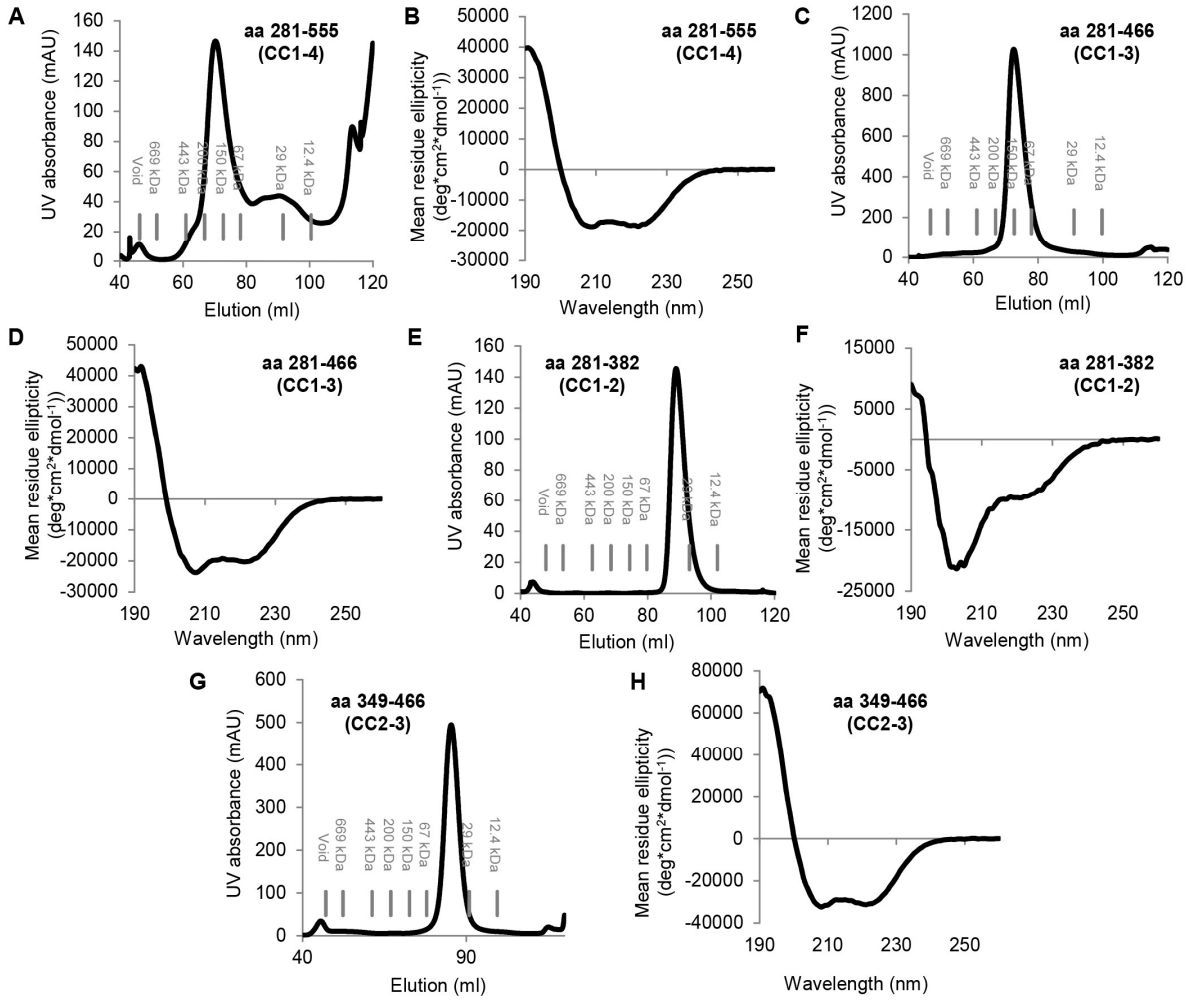 A
aa 281-555
(CC1-4)
UV absorbance (mAU)
160
140
120
100
80
60
40
20
0
Void
669 kDa
443 kDa
200 kDa
150 kDa
67 kDa
29 kDa
12.4 kDa
40
60
80
100
120
Elution (ml)
B
aa 281-555
(CC1-4)
Mean residue ellipticity
(deg*cm²*dmol⁻¹))
50000
40000
30000
20000
10000
0
-10000
-20000
-30000
190
210
230
250
Wavelength (nm)
C
aa 281-466
(CC1-3)
UV absorbance (mAU)
1200
1000
800
600
400
200
0
Void
669 kDa
443 kDa
200 kDa
150 kDa
67 kDa
29 kDa
12.4 kDa
40
60
80
100
120
Elution (ml)
D
aa 281-466
(CC1-3)
Mean residue ellipticity
(deg*cm²*dmol⁻¹))
50000
40000
30000
20000
10000
0
-10000
-20000
-30000
190
210
230
250
Wavelength (nm)
E
aa 281-382
(CC1-2)
UV absorbance (mAU)
160
140
120
100
80
60
40
20
0
Void
669 kDa
443 kDa
200 kDa
150 kDa
67 kDa
29 kDa
12.4 kDa
40
60
80
100
120
Elution (ml)
F
aa 281-382
(CC1-2)
Mean residue ellipticity
(deg*cm²*dmol⁻¹))
15000
5000
-5000
-15000
-25000
190
210
230
250
Wavelength (nm)
G
aa 349-466
(CC2-3)
UV absorbance (mAU)
600
500
400
300
200
100
0
Void
669 kDa
443 kDa
200 kDa
150 kDa
67 kDa
29 kDa
12.4 kDa
40
90
Elution (ml)
H
aa 349-466
(CC2-3)
Mean residue ellipticity
(deg*cm²*dmol⁻¹))
80000
60000
40000
20000
0
-20000
-40000
190
210
230
250
Wavelength (nm)